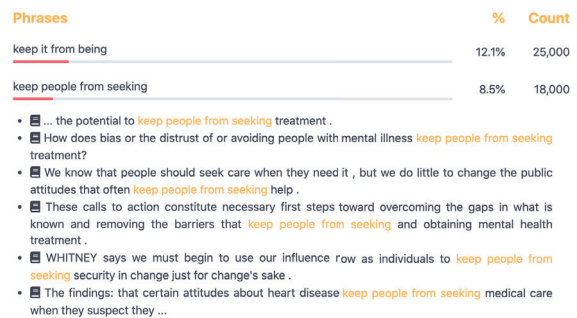 Phrases % Count
keep it from being 12.1% 25,000
keep people from seeking 8.5% 18,000
... the potential to keep people from seeking treatment .
How does bias or the distrust of or avoiding people with mental illness keep people from seeking
treatment?
We know that people should seek care when they need it , but we do little to change the public
attitudes that often keep people from seeking help .
These calls to action constitute necessary first steps toward overcoming the gaps in what is
known and removing the barriers that keep people from seeking and obtaining mental health
treatment .
WHITNEY says we must begin to use our influence row as individuals to keep people from
seeking security in change just for change's sake .
The findings: that certain attitudes about heart disease keep people from seeking medical care
when they suspect they ...